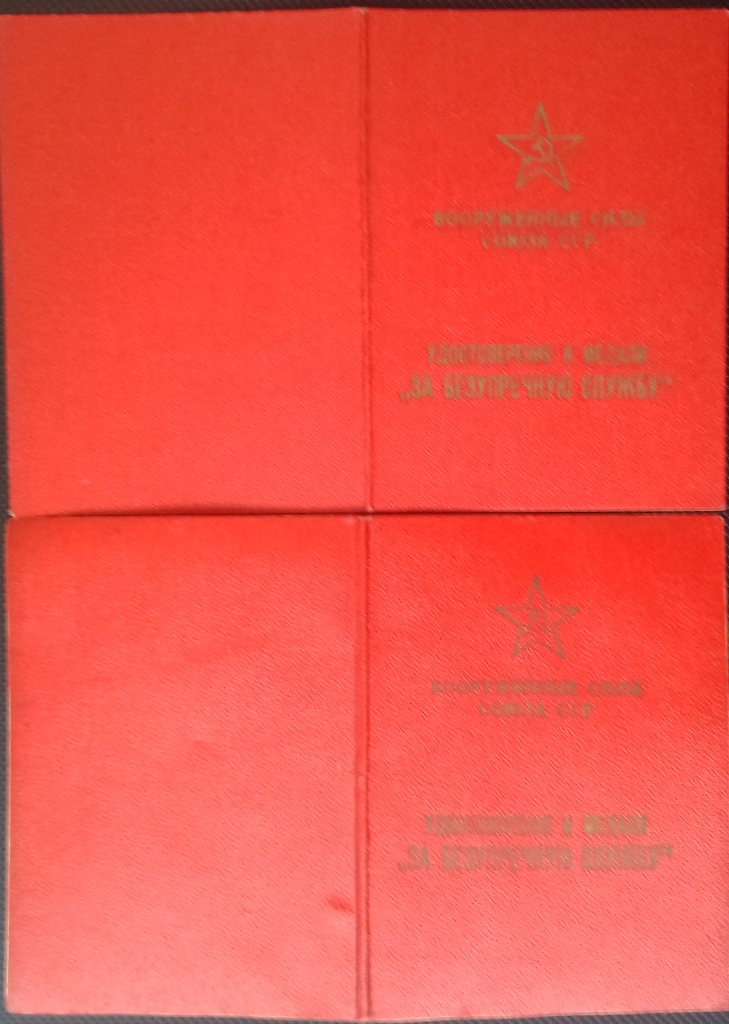 ВООРУЖЕННЫЕ СИЛЫ
СОЮЗА ССР
УДОСТОВЕРЕНИЕ К МЕДАЛИ
„ЗА БЕЗУПРЕЧНУЮ СЛУЖБУ“
ВООРУЖЕННЫЕ СИЛЫ
СОЮЗА ССР
УДОСТОВЕРЕНИЕ К МЕДАЛИ
„ЗА БЕЗУПРЕЧНУЮ СЛУЖБУ“